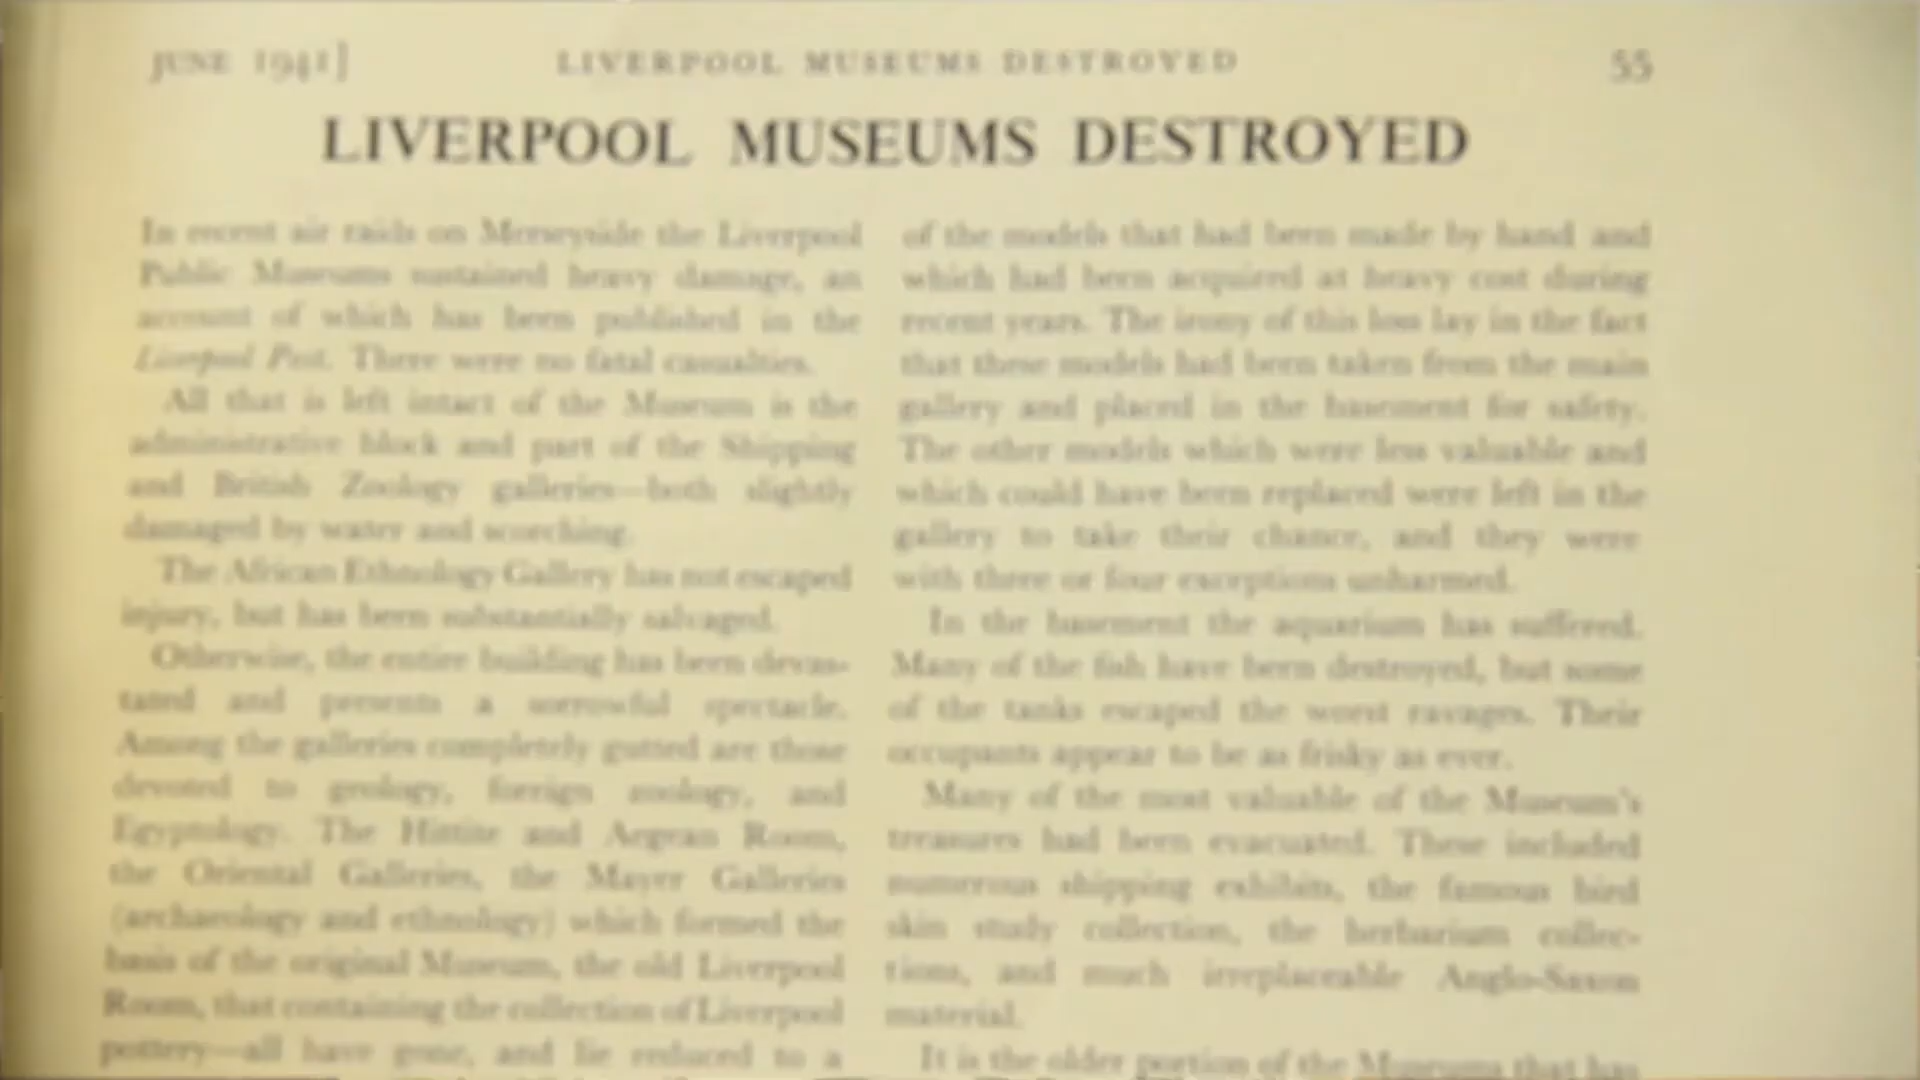 JUNE 1941]
LIVERPOOL MUSEUMS DESTROYED
55
LIVERPOOL MUSEUMS DESTROYED
In recent air raids on Merseyside the Liverpool
Public Museums sustained heavy damage, an
account of which has been published in the
Liverpool Post. There were no fatal casualties.
All that is left intact of the Museum is the
administrative block and part of the Shipping
and British Zoology galleries—both slightly
damaged by water and scorching.
The African Ethnology Gallery has not escaped
injury, but has been substantially salvaged.
Otherwise, the entire building has been devas-
tated and presents a sorrowful spectacle.
Among the galleries completely gutted are those
devoted to geology, foreign zoology, and
Egyptology. The Hittite and Aegean Room,
the Oriental Galleries, the Mayer Galleries
(archaeology and ethnology) which formed the
basis of the original Museum, the old Liverpool
Room, that containing the collection of Liverpool
pottery—all have gone, and lie reduced to a
of the models that had been made by hand and
which had been acquired at heavy cost during
recent years. The irony of this loss lay in the fact
that these models had been taken from the main
gallery and placed in the basement for safety.
The other models which were less valuable and
which could have been replaced were left in the
gallery to take their chance, and they were
with three or four exceptions unharmed.
In the basement the aquarium has suffered.
Many of the fish have been destroyed, but some
of the tanks escaped the worst ravages. Their
occupants appear to be as frisky as ever.
Many of the most valuable of the Museum's
treasures had been evacuated. These included
numerous shipping exhibits, the famous bird
skin study collection, the herbarium collec-
tions, and much irreplaceable Anglo-Saxon
material.
It is the older portion of the Museums that has